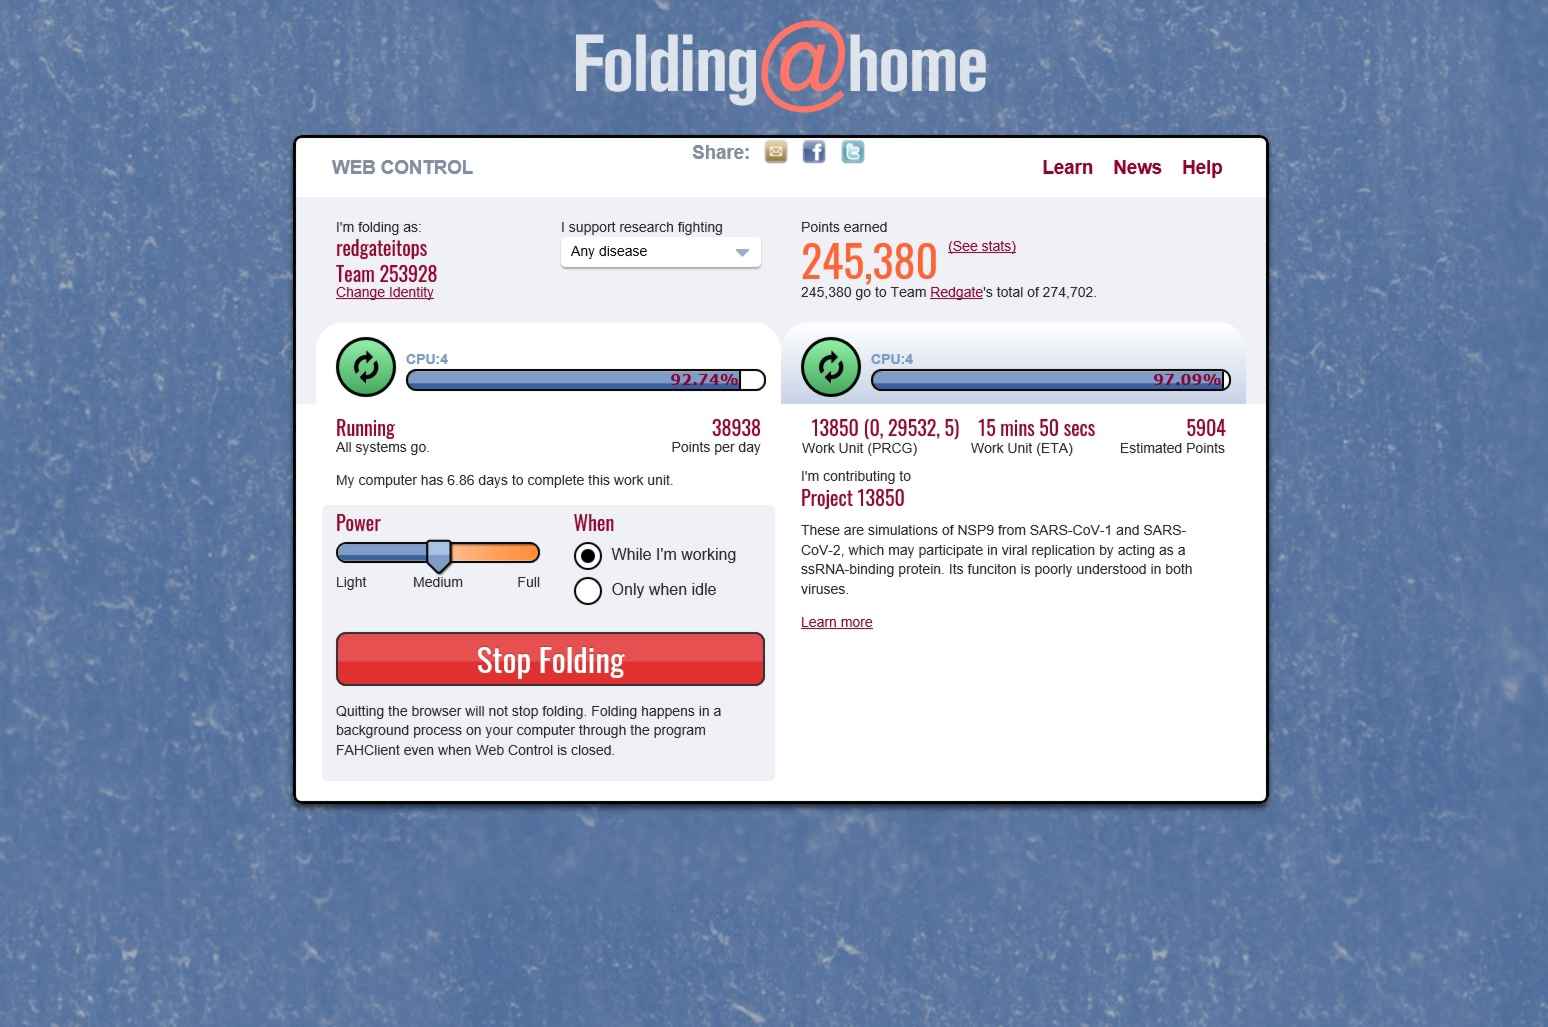 Folding@home
WEB CONTROL
Share:
Learn News Help
I'm folding as:
redgateitops
Team 253928
Change Identity
I support research fighting
Any disease
Points earned
245,380 (See stats)
245,380 go to Team Redgate's total of 274,702.
CPU:4
92.74%
CPU:4
97.09%
Running
All systems go.
38938
Points per day
My computer has 6.86 days to complete this work unit.
Power
Light Medium Full
When
While I'm working
Only when idle
Stop Folding
Quitting the browser will not stop folding. Folding happens in a
background process on your computer through the program
FAHClient even when Web Control is closed.
13850 (0, 29532, 5) 15 mins 50 secs 5904
Work Unit (PRCG) Work Unit (ETA) Estimated Points
I'm contributing to
Project 13850
These are simulations of NSP9 from SARS-CoV-1 and SARS-
CoV-2, which may participate in viral replication by acting as a
ssRNA-binding protein. Its funciton is poorly understood in both
viruses.
Learn more